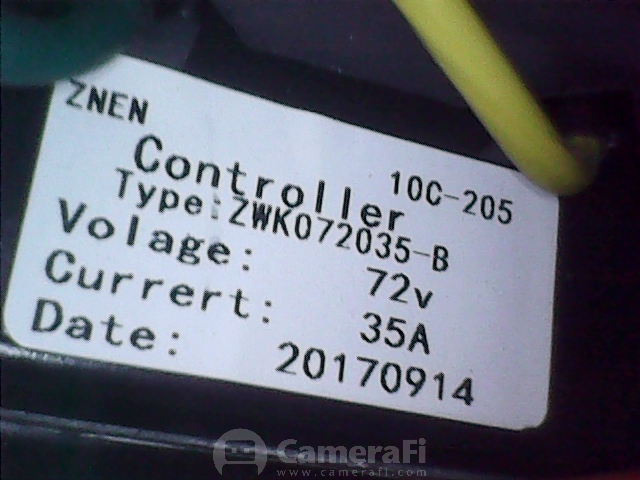 ZNEN
10C-205
Controller
Type:ZWK072035-B
Volage: 72v
Currert: 35A
Date: 20170914
CameraFi
www.camerafi.com